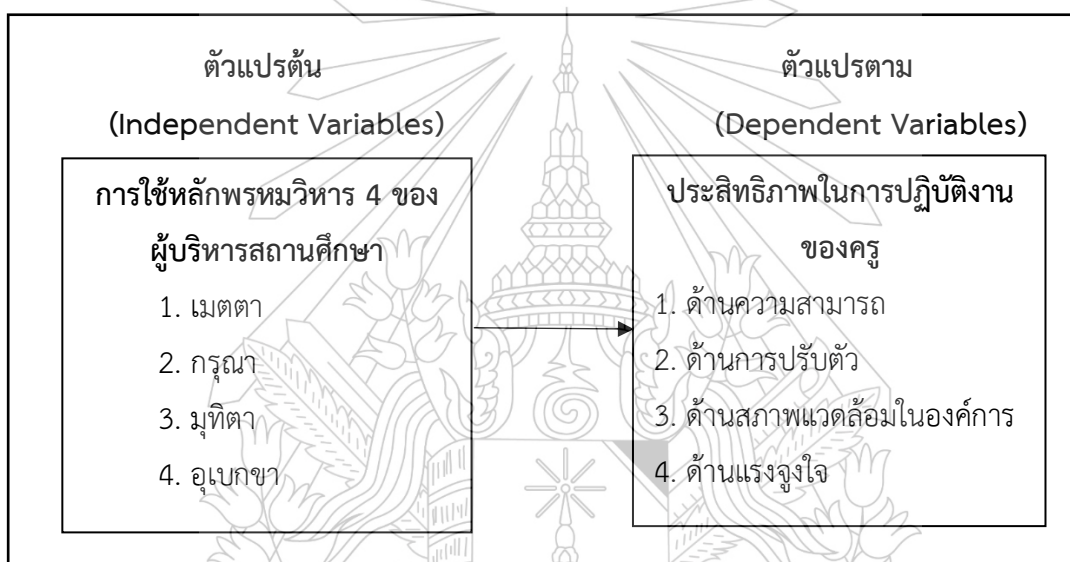 ตัวแปรต้น
(Independent Variables)
การใช้หลักพรหมวิหาร 4 ของ
ผู้บริหารสถานศึกษา
1. เมตตา
2. กรุณา
3. มุทิตา
4. อุเบกขา
ตัวแปรตาม
(Dependent Variables)
ประสิทธิภาพในการปฏิบัติงาน
ของครู
1. ด้านความสามารถ
2. ด้านการปรับตัว
3. ด้านสภาพแวดล้อมในองค์การ
4. ด้านแรงจูงใจ